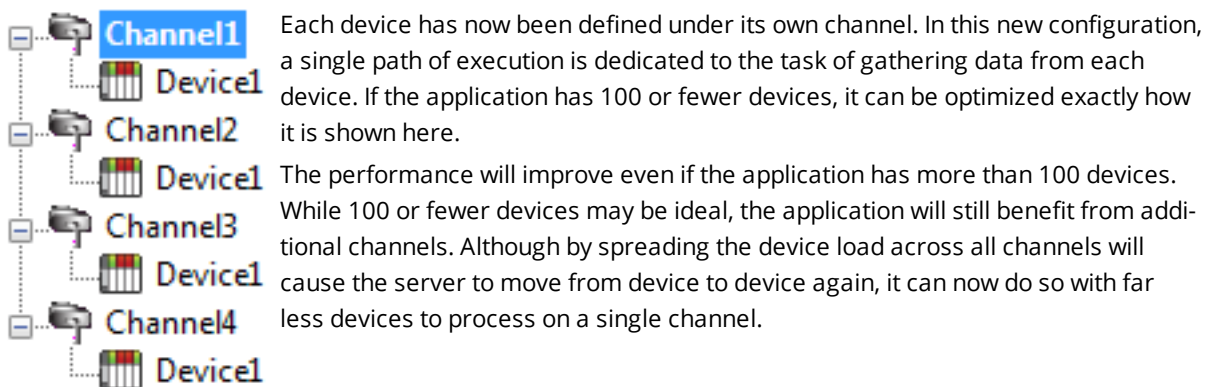 Channel1
Device1
Channel2
Device1
Channel3
Device1
Channel4
Device1
Each device has now been defined under its own channel. In this new configuration,
a single path of execution is dedicated to the task of gathering data from each
device. If the application has 100 or fewer devices, it can be optimized exactly how
it is shown here.
The performance will improve even if the application has more than 100 devices.
While 100 or fewer devices may be ideal, the application will still benefit from addi-
tional channels. Although by spreading the device load across all channels will
cause the server to move from device to device again, it can now do so with far
less devices to process on a single channel.